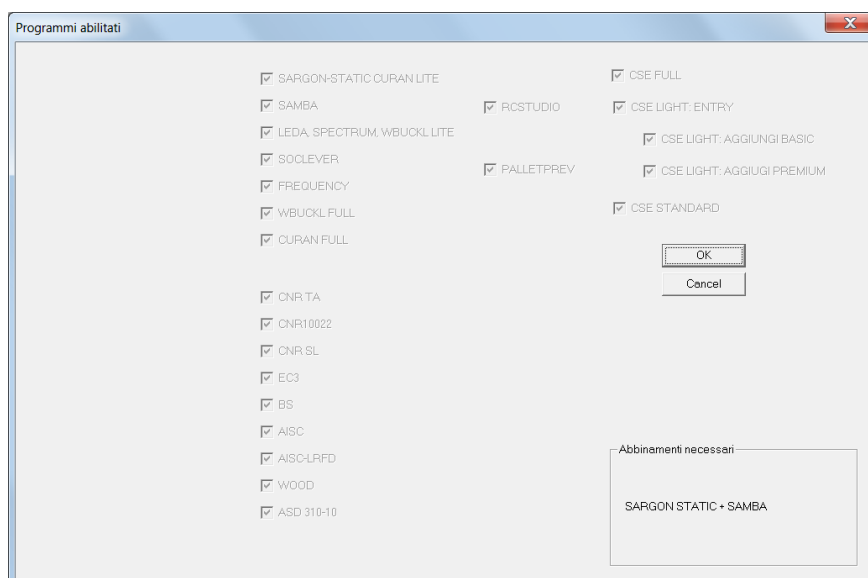 Programmi abilitati
SARGON-STATIC CURAN LITE
SAMBA
LEDA, SPECTRUM, WBUCKL LITE
SOCLEVER
FREQUENCY
WBUCKL FULL
CURAN FULL
CNR TA
CNR10022
CNR SL
EC3
BS
AISC
AISC-LRFD
WOOD
ASD 310-10
RCSTUDIO
PALLETPREV
CSE FULL
CSE LIGHT: ENTRY
CSE LIGHT: AGGIUNGI BASIC
CSE LIGHT: AGGIUGI PREMIUM
CSE STANDARD
OK
Cancel
Abbinamenti necessari
SARGON STATIC + SAMBA